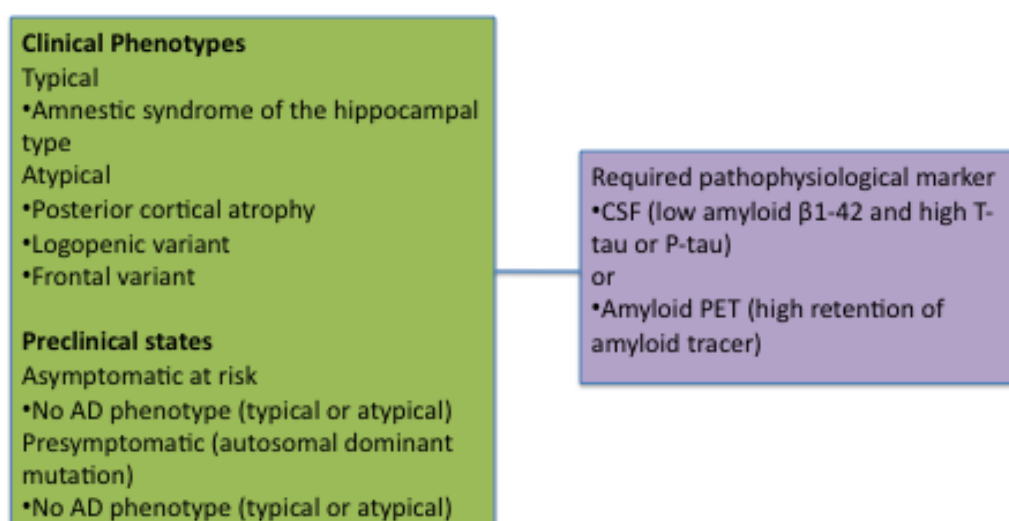 Clinical Phenotypes
Typical
•Amnestic syndrome of the hippocampal
type
Atypical
•Posterior cortical atrophy
•Logopenic variant
•Frontal variant
Preclinical states
Asymptomatic at risk
•No AD phenotype (typical or atypical)
Presymptomatic (autosomal dominant
mutation)
•No AD phenotype (typical or atypical)
Required pathophysiological marker
•CSF (low amyloid β1-42 and high T-
tau or P-tau)
or
•Amyloid PET (high retention of
amyloid tracer)